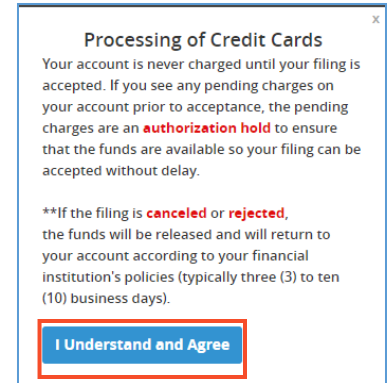 x
Processing of Credit Cards
Your account is never charged until your filing is
accepted. If you see any pending charges on
your account prior to acceptance, the pending
charges are an authorization hold to ensure
that the funds are available so your filing can be
accepted without delay.
**If the filing is canceled or rejected,
the funds will be released and will return to
your account according to your financial
institution's policies (typically three (3) to ten
(10) business days).
I Understand and Agree